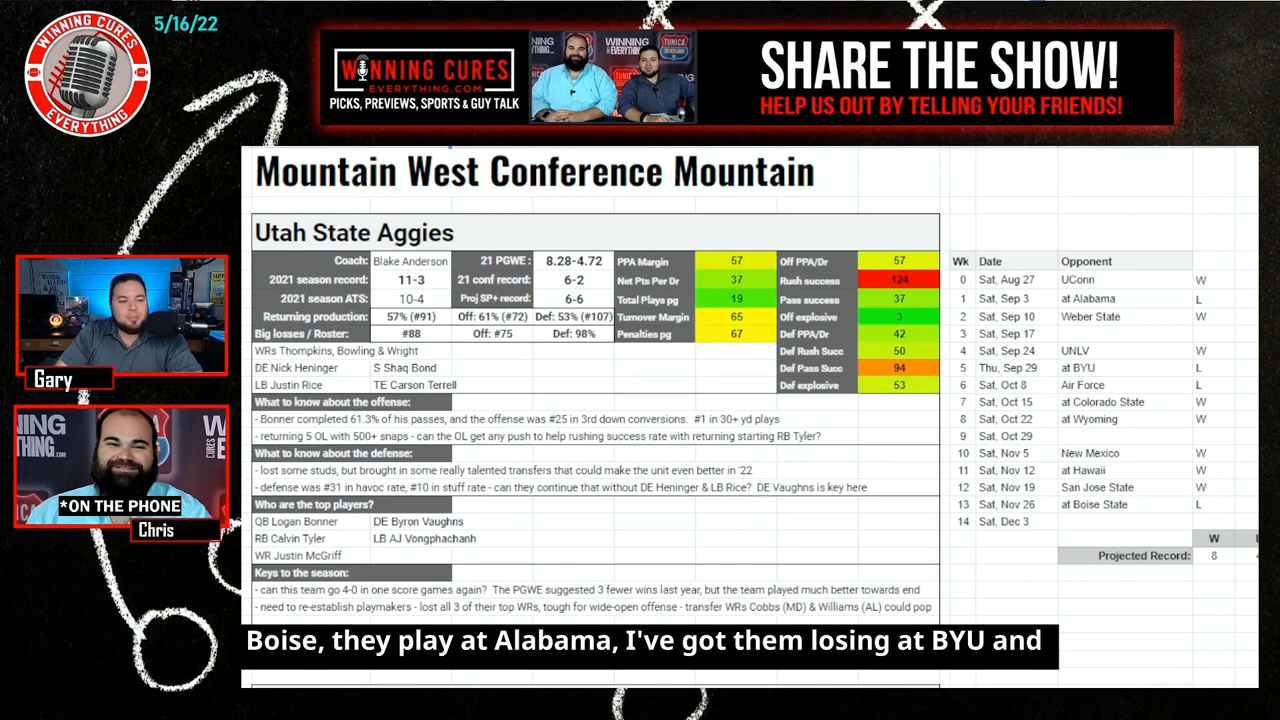 WINNING CURES
EVERYTHING
5/16/22
WINNING CURES
EVERYTHING.COM
PICKS, PREVIEWS, SPORTS & GUY TALK
SHARE THE SHOW!
HELP US OUT BY TELLING YOUR FRIENDS!
Gary
*ON THE PHONE
Chris
Mountain West Conference Mountain
Utah State Aggies
Coach: Blake Anderson 21 PGWE: 8.28-4.72 PPA Margin 57 Off PPA/Dr 57
2021 season record: 11-3 21 conf record: 6-2 Net Pts Per Dr 37 Rush success 124
2021 season ATS: 10-4 Proj SP+ record: 6-6 Total Plays pg 19 Pass success 37
Returning production: 57% (#91) Off: 61% (#72) Def: 53% (#107) Turnover Margin 65 Off explosive 3
Big losses / Roster: #88 Off: #75 Def: 98% Penalties pg 67 Def PPA/Dr 42
WRs Thompkins, Bowling & Wright Def Rush Succ 50
DE Nick Heninger S Shaq Bond Def Pass Succ 94
LB Justin Rice TE Carson Terrell Def explosive 53
What to know about the offense:
- Bonner completed 61.3% of his passes, and the offense was #25 in 3rd down conversions. #1 in 30+ yd plays
- returning 5 OL with 500+ snaps - can the OL get any push to help rushing success rate with returning starting RB Tyler?
What to know about the defense:
- lost some studs, but brought in some really talented transfers that could make the unit even better in '22
- defense was #31 in havoc rate, #10 in stuff rate - can they continue that without DE Heninger & LB Rice? DE Vaughns is key here
Who are the top players?
QB Logan Bonner DE Byron Vaughns
RB Calvin Tyler LB AJ Vongphachanh
WR Justin McGriff
Keys to the season:
- can this team go 4-0 in one score games again? The PGWE suggested 3 fewer wins last year, but the team played much better towards end
- need to re-establish playmakers - lost all 3 of their top WRs, tough for wide-open offense - transfer WRs Cobbs (MD) & Williams (AL) could pop
Wk Date Opponent
0 Sat, Aug 27 UConn W
1 Sat, Sep 3 at Alabama L
2 Sat, Sep 10 Weber State W
3 Sat, Sep 17
4 Sat, Sep 24 UNLV W
5 Thu, Sep 29 at BYU L
6 Sat, Oct 8 Air Force L
7 Sat, Oct 15 at Colorado State W
8 Sat, Oct 22 at Wyoming W
9 Sat, Oct 29
10 Sat, Nov 5 New Mexico W
11 Sat, Nov 12 at Hawaii W
12 Sat, Nov 19 San Jose State W
13 Sat, Nov 26 at Boise State L
14 Sat, Dec 3
W L
Projected Record: 8
Boise, they play at Alabama, I've got them losing at BYU and